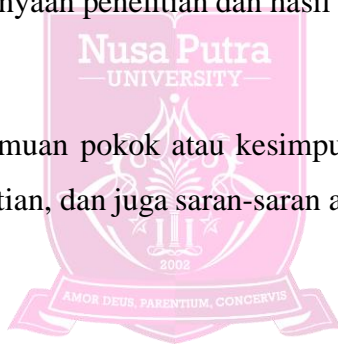 nyaan penelitian dan hasil
Nusa Putra
UNIVERSITY
muan pokok atau kesimpu
tian, dan juga saran-saran a
2002
AMOR DEUS, PARENTIUM, CONCERVIS